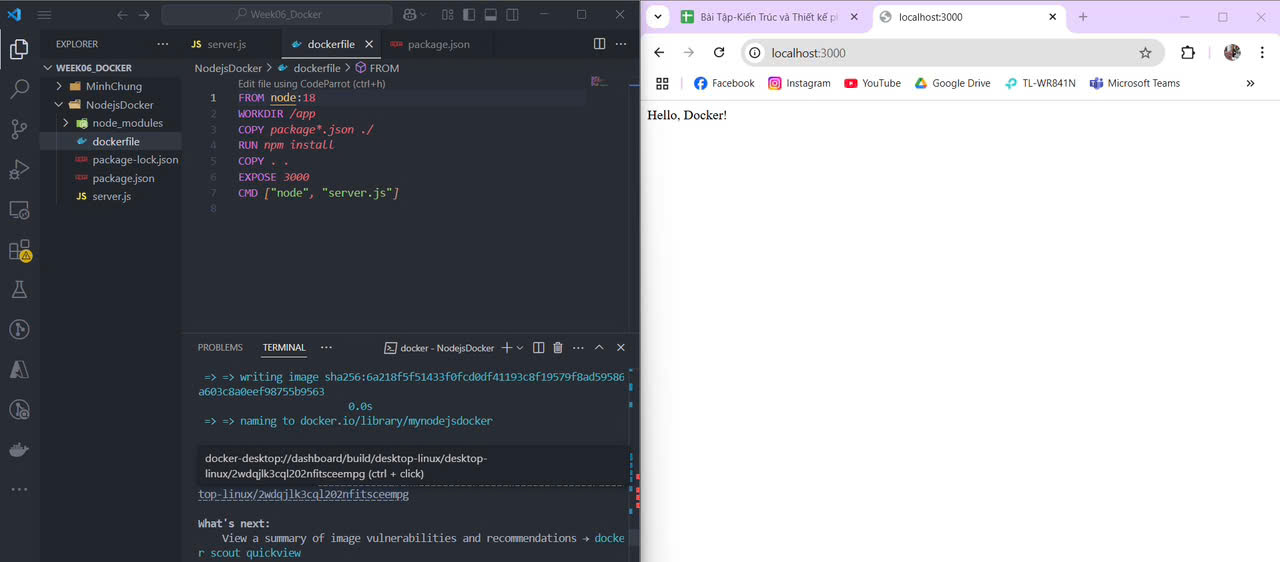 Week06_Docker
EXPLORER
WEEK06_DOCKER
MinhChung
NodejsDocker
node_modules
dockerfile
package-lock.json
package.json
JS server.js
JS server.js
dockerfile
package.json
NodejsDocker > dockerfile > FROM
Edit file using CodeParrot (ctrl+h)
1 FROM node:18
2 WORKDIR /app
3 COPY package*.json ./
4 RUN npm install
5 COPY . .
6 EXPOSE 3000
7 CMD ["node", "server.js"]
8
PROBLEMS TERMINAL
docker - NodejsDocker
=> => writing image sha256:6a218f5f51433f0fcd0df41193c8f19579f8ad59586
a603c8a0eef98755b9563
0.0s
=> => naming to docker.io/library/mynodejsdocker
docker-desktop://dashboard/build/desktop-linux/desktop-
linux/2wdqjlk3cql202nfitsceempg (ctrl + click)
top-linux/2wdqjlk3cql202nfitsceempg
What's next:
View a summary of image vulnerabilities and recommendations → docke
r scout quickview
Bài Tập-Kiến Trúc và Thiết kế
localhost:3000
localhost:3000
Facebook
Instagram
YouTube
Google Drive
TL-WR841N
Microsoft Teams
Hello, Docker!